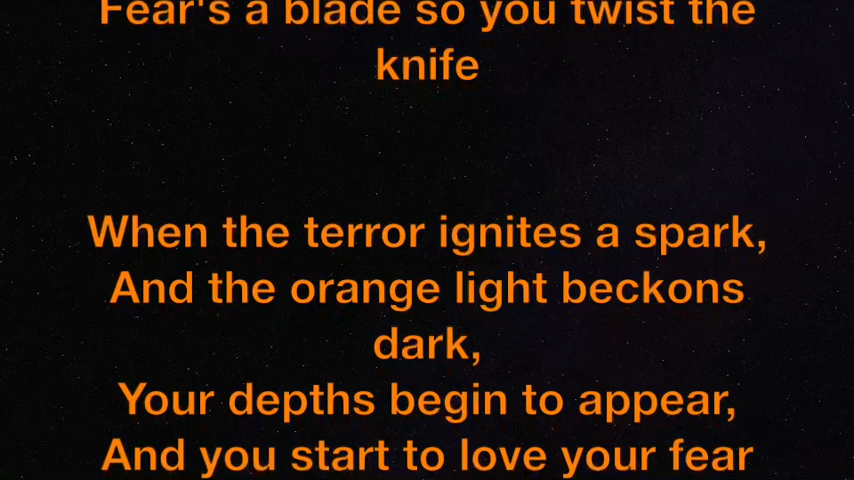 Fear's a blade so you twist the
knife
When the terror ignites a spark,
And the orange light beckons
dark,
Your depths begin to appear,
And you start to love your fear